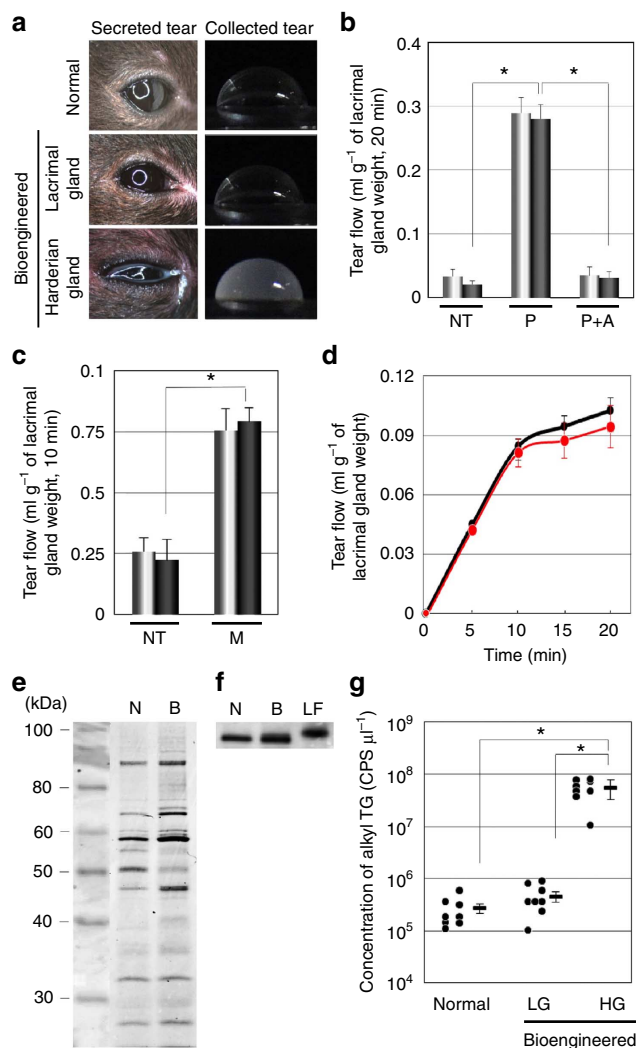 a
Secreted tear Collected tear
Normal
Bioengineered
Lacrimal gland
Harderian gland
b
Tear flow (ml g⁻¹ of lacrimal
gland weight, 20 min)
0.4
0.3
0.2
0.1
0
* *
NT P P+A
c
Tear flow (ml g⁻¹ of lacrimal
gland weight, 10 min)
0.1
0.75
0.5
0.25
0
*
NT M
d
Tear flow (ml g⁻¹ of
lacrimal gland weight)
0.12
0.09
0.06
0.03
0
0 5 10 15 20
Time (min)
e
(kDa) N B
100
80
60
50
40
30
f
N B LF
g
Concentration of alkyl TG (CPS µl⁻¹)
10⁹
10⁸
10⁷
10⁶
10⁵
10⁴
*
*
Normal LG HG
Bioengineered